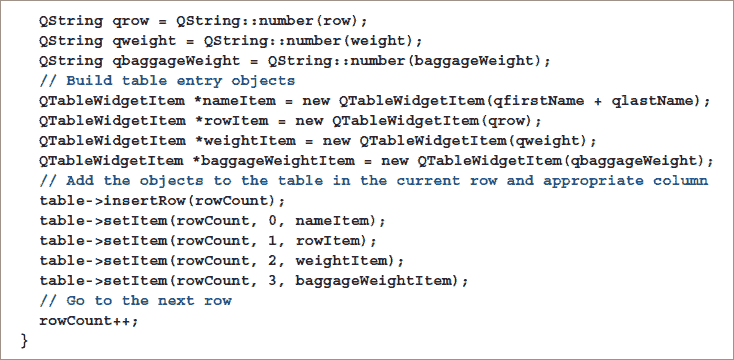 QString qrow = QString::number(row);
QString qweight = QString::number(weight);
QString qbaggageWeight = QString::number(baggageWeight);
// Build table entry objects
QTableWidgetItem *nameItem = new QTableWidgetItem(qfirstName + qlastName);
QTableWidgetItem *rowItem = new QTableWidgetItem(qrow);
QTableWidgetItem *weightItem = new QTableWidgetItem(qweight);
QTableWidgetItem *baggageWeightItem = new QTableWidgetItem(qbaggageWeight);
// Add the objects to the table in the current row and appropriate column
table->insertRow(rowCount);
table->setItem(rowCount, 0, nameItem);
table->setItem(rowCount, 1, rowItem);
table->setItem(rowCount, 2, weightItem);
table->setItem(rowCount, 3, baggageWeightItem);
// Go to the next row
rowCount++;
}